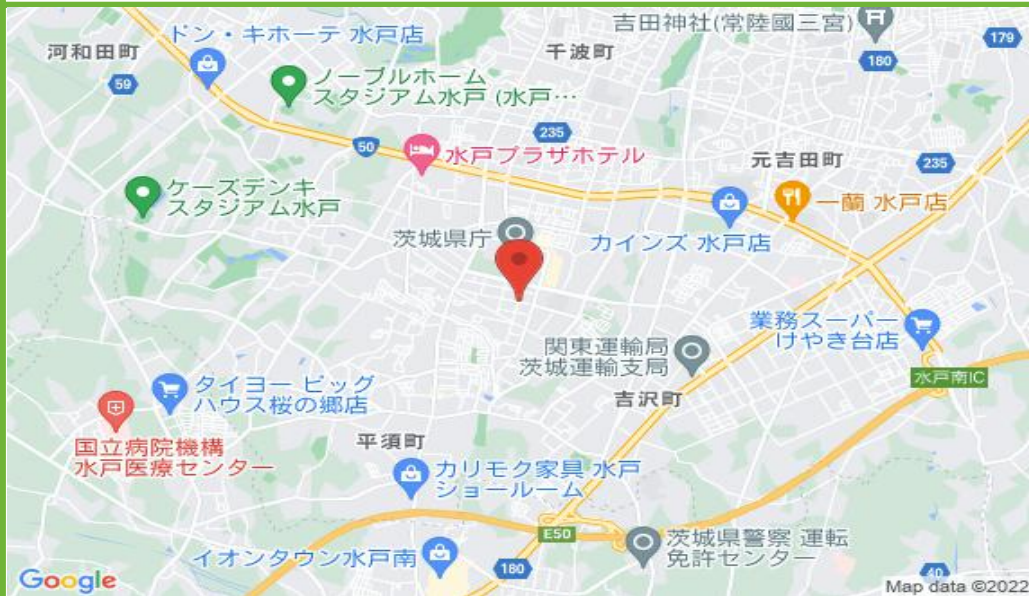 吉田神社(常陸國三宮)
179
ドン・キホーテ 水戸店
河和田町
千波町
180
59
ノーブルホーム
スタジアム水戸 (水戸…
235
50
水戸プラザホテル
元吉田町
235
ケーズデンキ
スタジアム水戸
一蘭 水戸店
茨城県庁
カインズ 水戸店
業務スーパー
けやき台店
関東運輸局
茨城運輸支局
水戸南IC
タイヨー ビッグ
ハウス桜の郷店
吉沢町
国立病院機構
水戸医療センター
平須町
カリモク家具 水戸
ショールーム
E50
茨城県警察 運転
免許センター
イオンタウン水戸南
180
40
Google
Map data ©2022